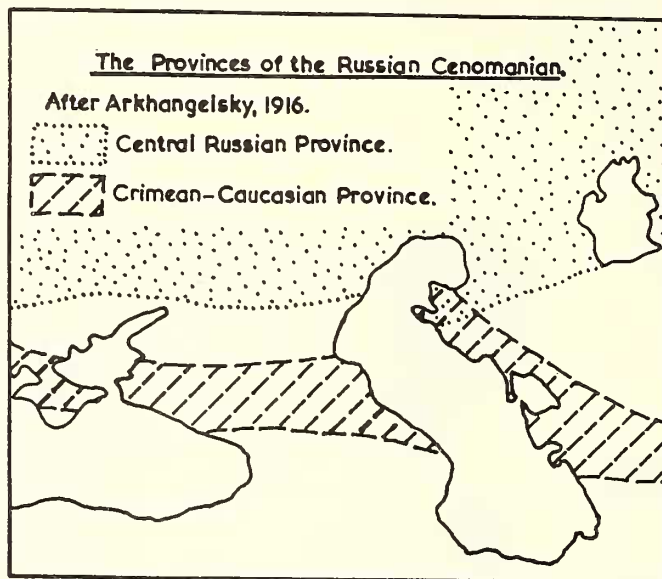 The Provinces of the Russian Cenomanian.
After Arkhangelsky, 1916.
Central Russian Province.
Crimean-Caucasian Province.